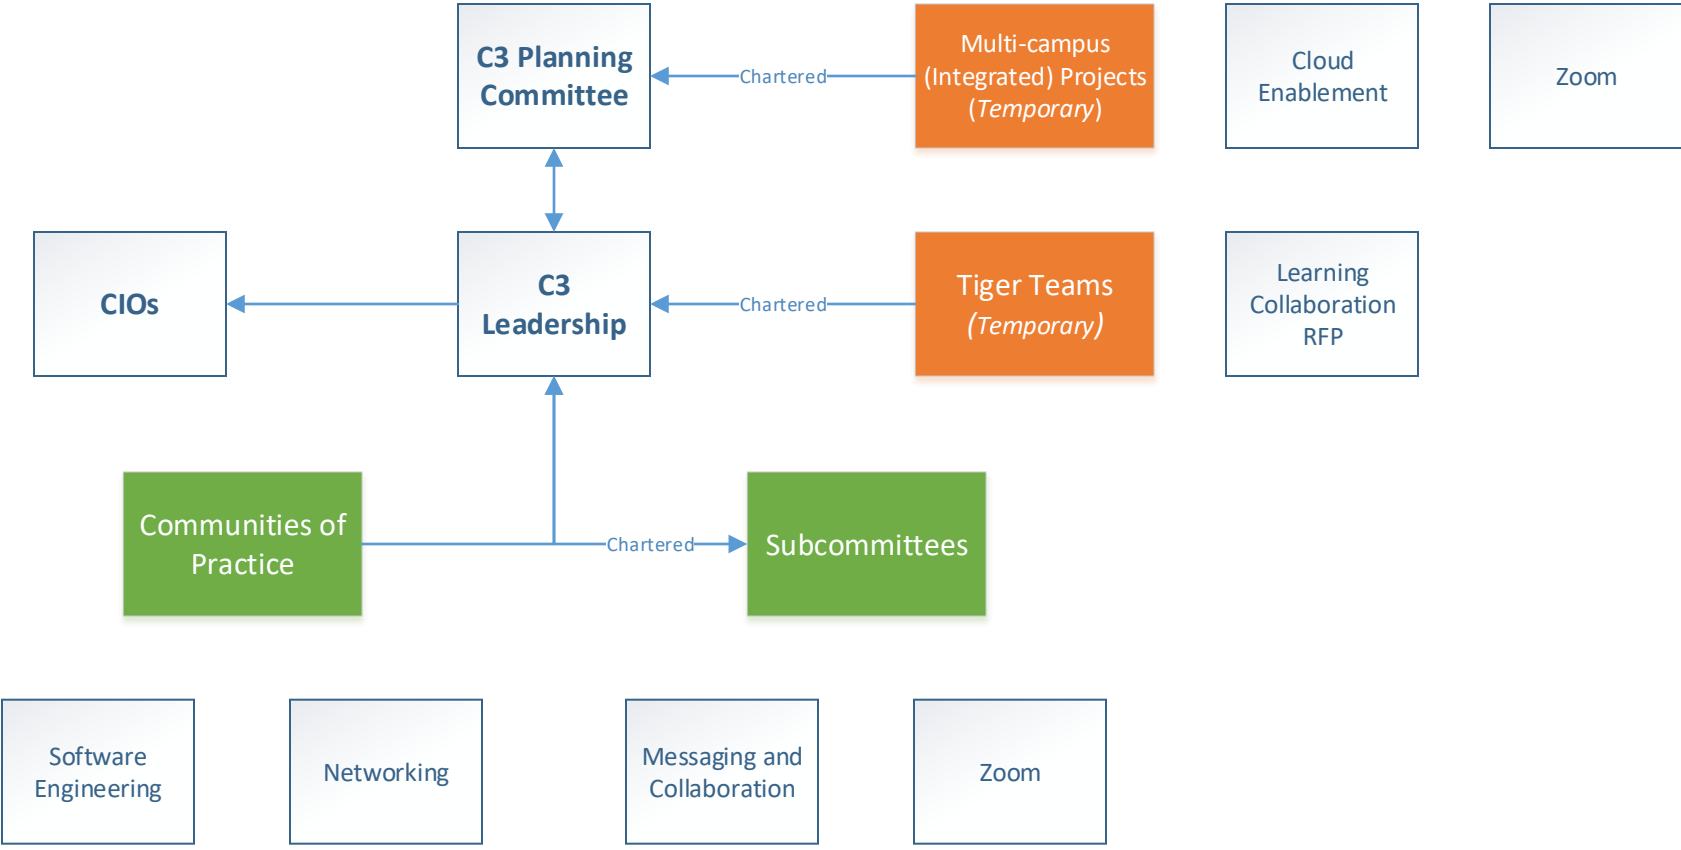 C3 Planning
Committee
Chartered
Multi-campus
(Integrated) Projects
(Temporary)
Cloud
Enablement
Zoom
CIOs
C3
Leadership
Chartered
Tiger Teams
(Temporary)
Learning
Collaboration
RFP
Communities of
Practice
Chartered
Subcommittees
Software
Engineering
Networking
Messaging and
Collaboration
Zoom